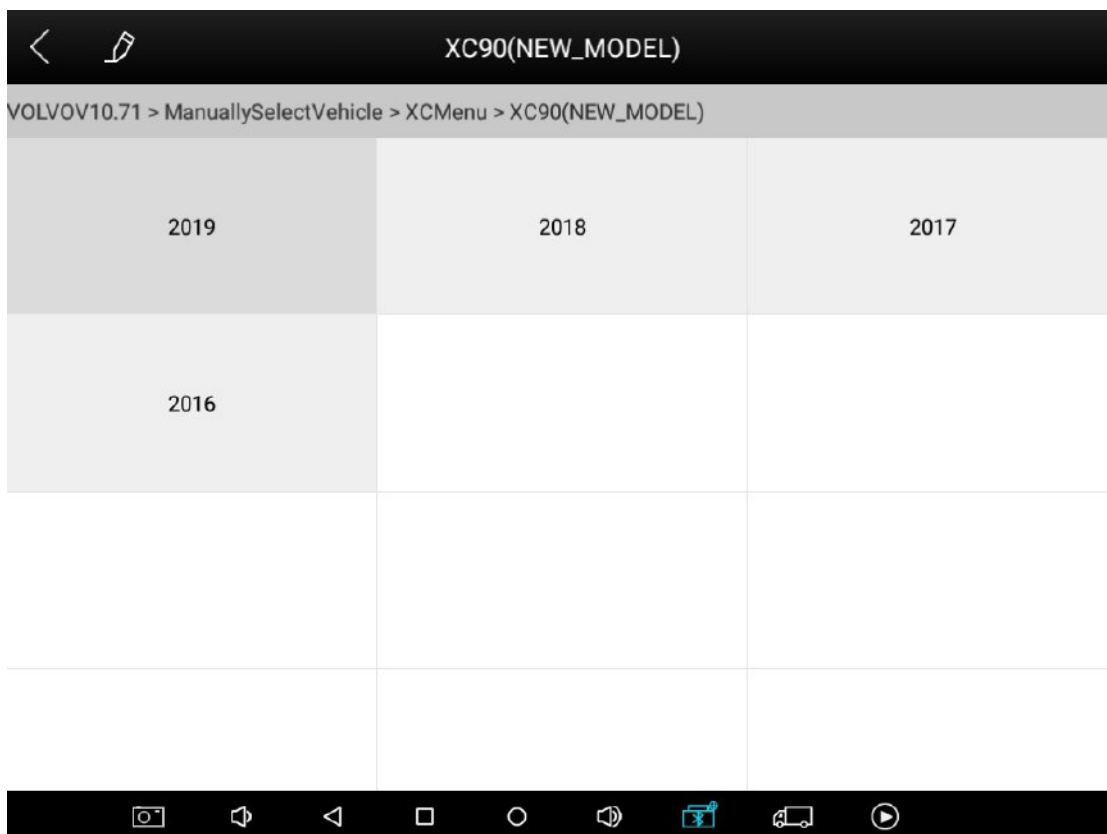 XC90(NEW_MODEL)
VOLVOV10.71 > ManuallySelectVehicle > XCMenu > XC90(NEW_MODEL)
2019 2018 2017
2016